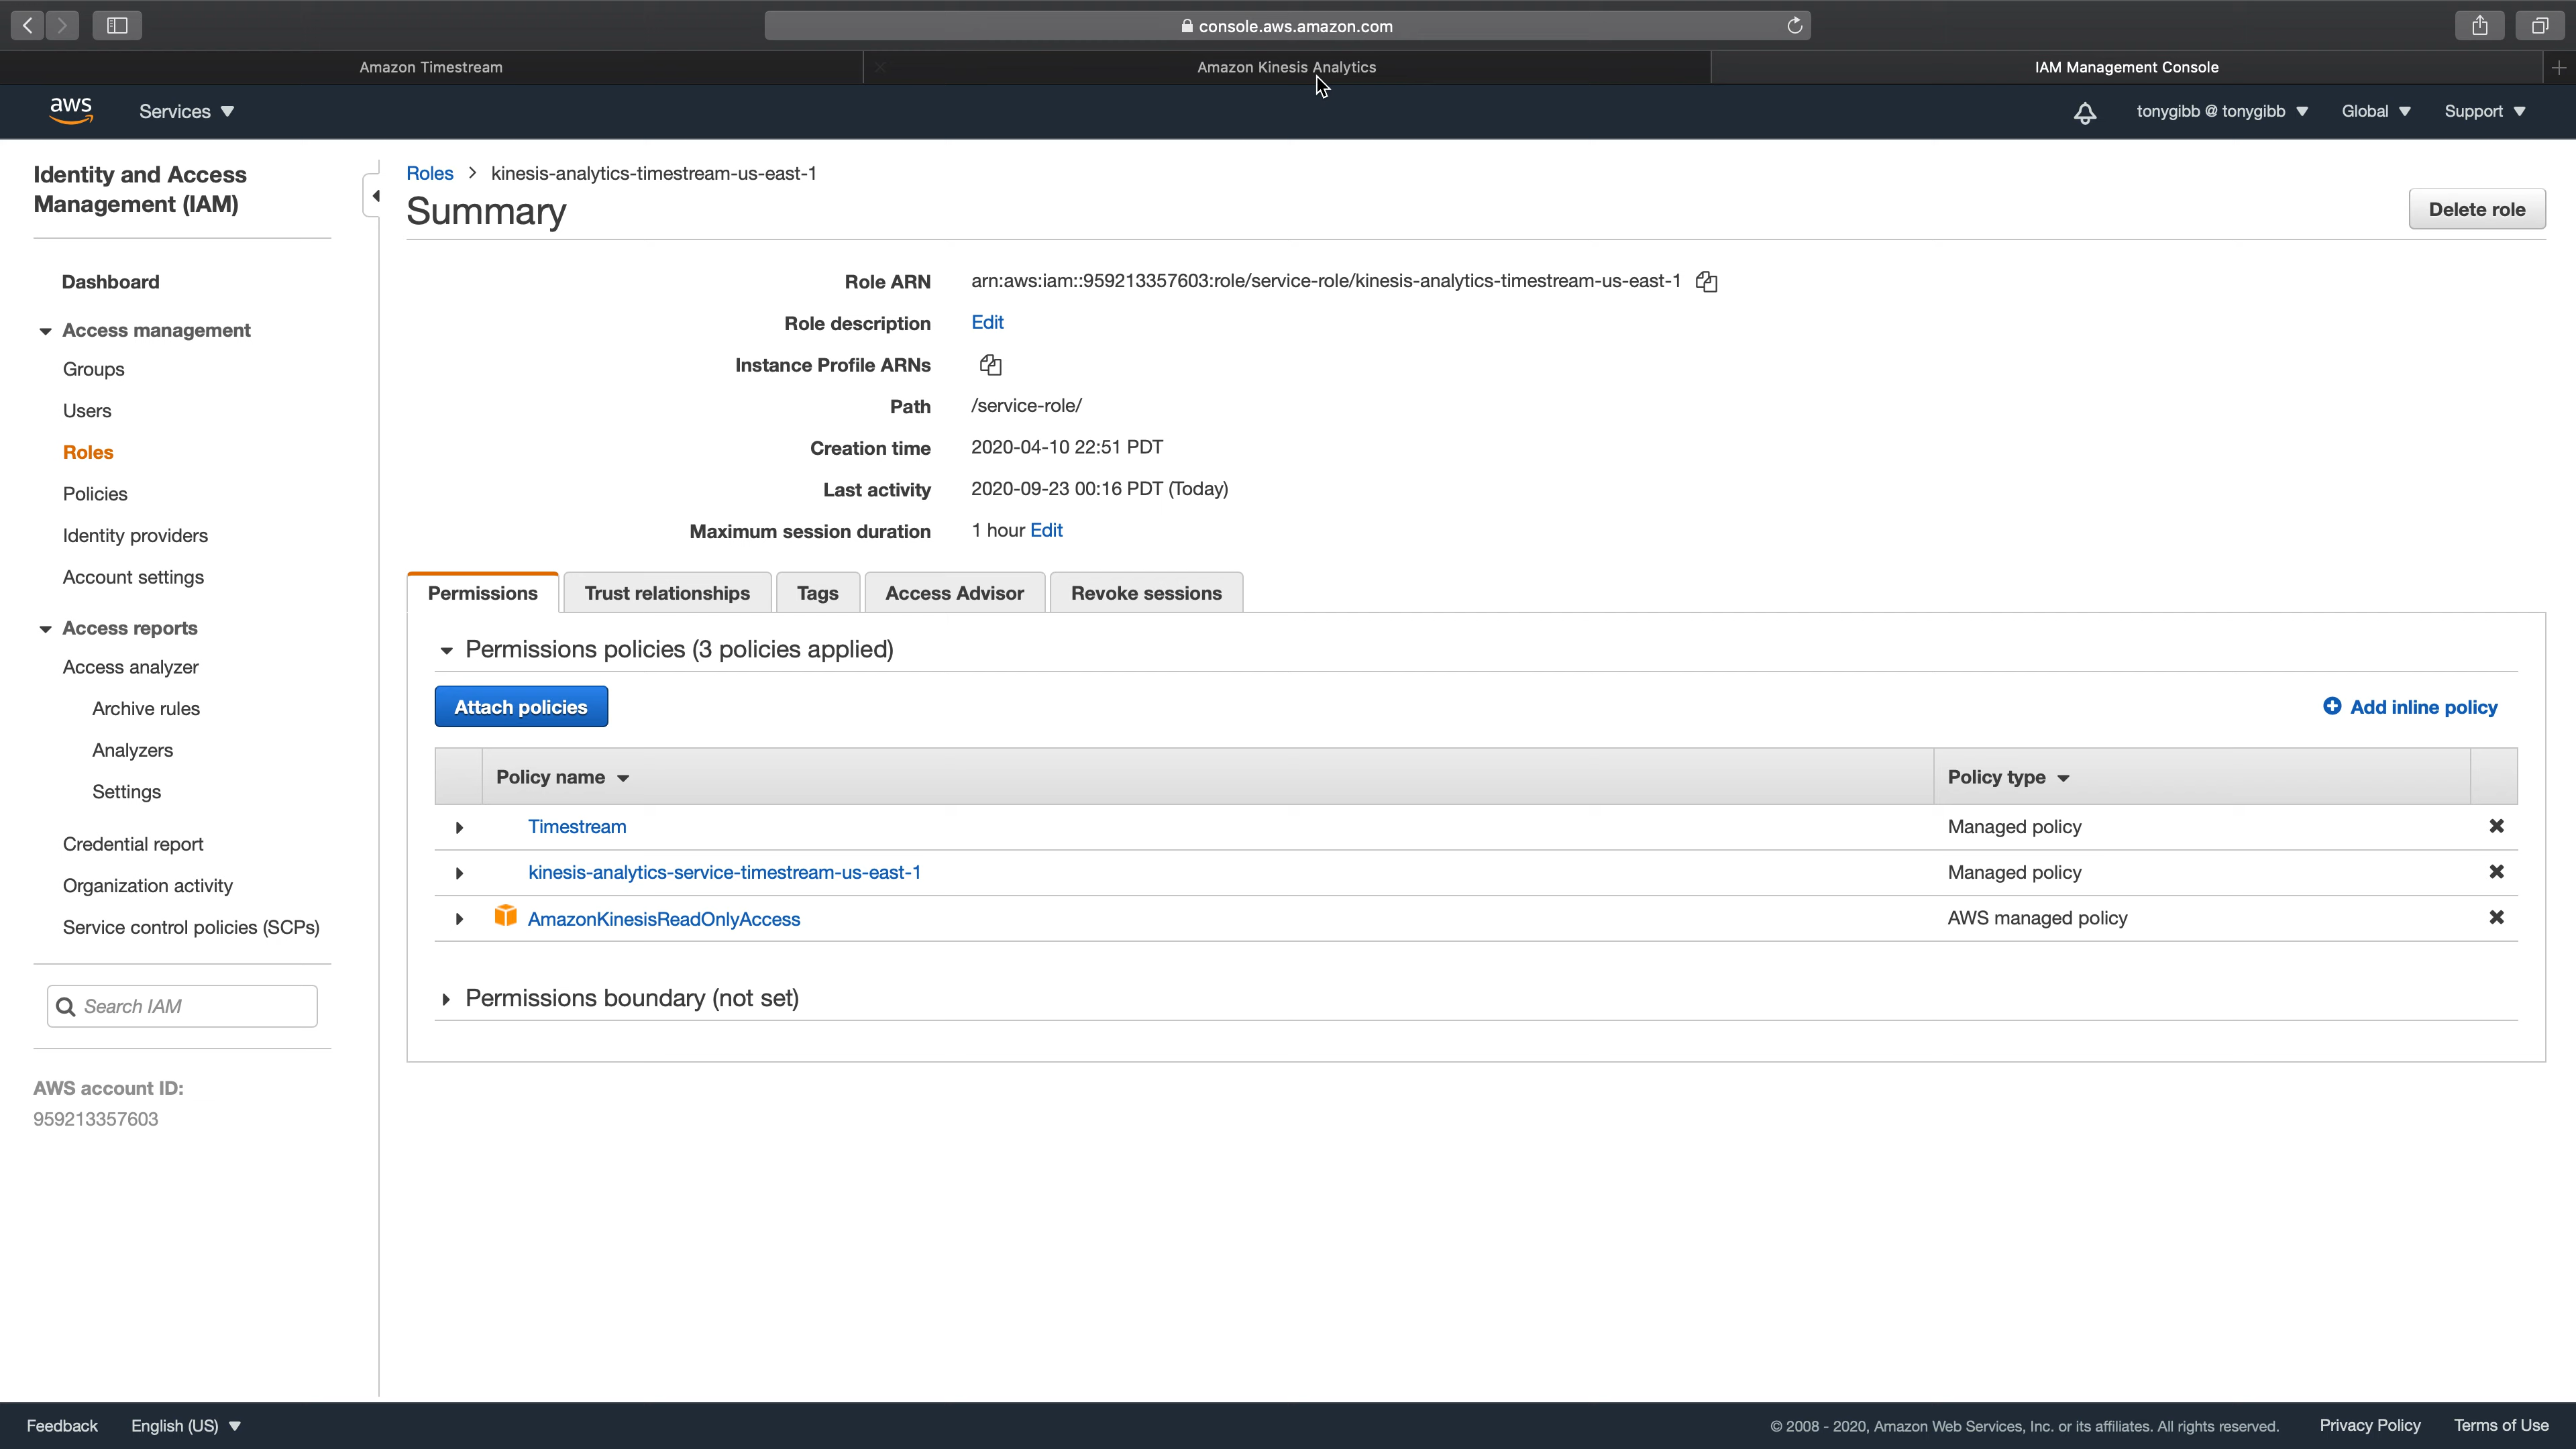 console.aws.amazon.com
Amazon Timestream
Amazon Kinesis Analytics
IAM Management Console
aws
Services
tonygibb @ tonygibb
Global
Support
Identity and Access
Management (IAM)
Dashboard
Access management
Groups
Users
Roles
Policies
Identity providers
Account settings
Access reports
Access analyzer
Archive rules
Analyzers
Settings
Credential report
Organization activity
Service control policies (SCPs)
Search IAM
AWS account ID:
959213357603
Roles > kinesis-analytics-timestream-us-east-1
Summary
Delete role
Role ARN arn:aws:iam::959213357603:role/service-role/kinesis-analytics-timestream-us-east-1
Role description Edit
Instance Profile ARNs
Path /service-role/
Creation time 2020-04-10 22:51 PDT
Last activity 2020-09-23 00:16 PDT (Today)
Maximum session duration 1 hour Edit
Permissions Trust relationships Tags Access Advisor Revoke sessions
Permissions policies (3 policies applied)
Attach policies
Add inline policy
Policy name Policy type
Timestream Managed policy
kinesis-analytics-service-timestream-us-east-1 Managed policy
AmazonKinesisReadOnlyAccess AWS managed policy
Permissions boundary (not set)
Feedback English (US)
© 2008 - 2020, Amazon Web Services, Inc. or its affiliates. All rights reserved. Privacy Policy Terms of Use